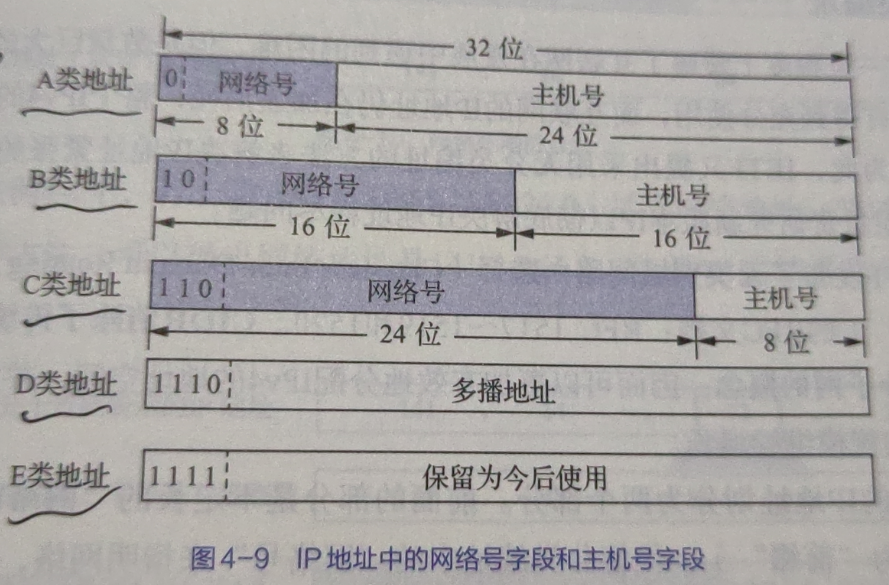 32 位
A类地址 0 网络号 主机号
8 位 24 位
B类地址 10 网络号 主机号
16 位 16 位
C类地址 110 网络号 主机号
24 位 8 位
D类地址 1110 多播地址
E类地址 1111 保留为今后使用
图 4-9 IP 地址中的网络号字段和主机号字段